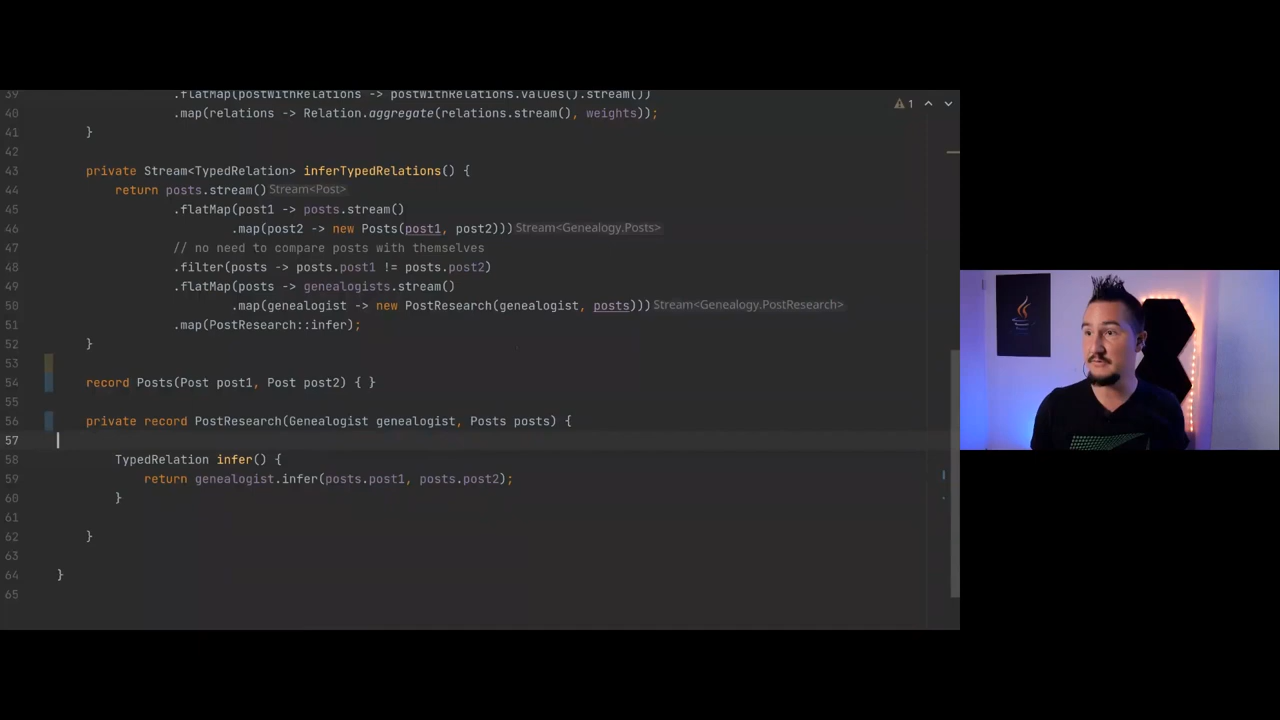 39 .flatMap(postWithRelations -> postWithRelations.values().stream())
40 .map(relations -> Relation.aggregate(relations.stream(), weights));
41 }
42
43 private Stream<TypedRelation> inferTypedRelations() {
44 return posts.stream() Stream<Post>
45 .flatMap(post1 -> posts.stream()
46 .map(post2 -> new Posts(post1, post2))) Stream<Genealogy.Posts>
47 // no need to compare posts with themselves
48 .filter(posts -> posts.post1 != posts.post2)
49 .flatMap(posts -> genealogists.stream()
50 .map(genealogist -> new PostResearch(genealogist, posts))) Stream<Genealogy.PostResearch>
51 .map(PostResearch::infer);
52 }
53
54 record Posts(Post post1, Post post2) { }
55
56 private record PostResearch(Genealogist genealogist, Posts posts) {
57
58 TypedRelation infer() {
59 return genealogist.infer(posts.post1, posts.post2);
60 }
61
62 }
63
64 }
65
1